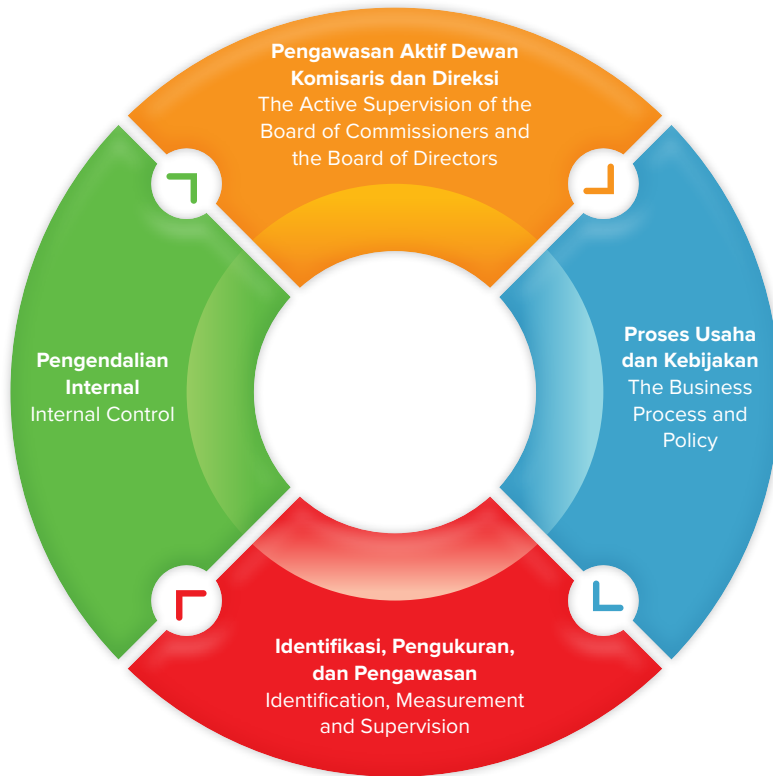 Pengawasan Aktif Dewan
Komisaris dan Direksi
The Active Supervision of the
Board of Commissioners and
the Board of Directors
Proses Usaha
dan Kebijakan
The Business
Process and
Policy
Identifikasi, Pengukuran,
dan Pengawasan
Identification, Measurement
and Supervision
Pengendalian
Internal
Internal Control